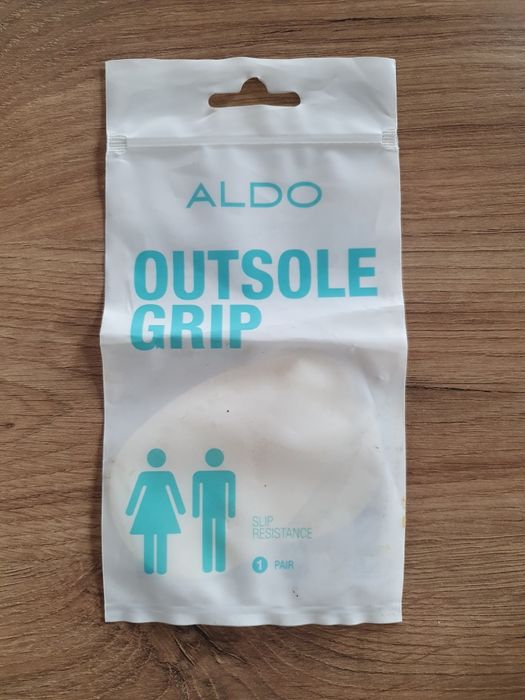 ALDO
OUTSOLE
GRIP
SLIP
RESISTANCE
1 PAIR